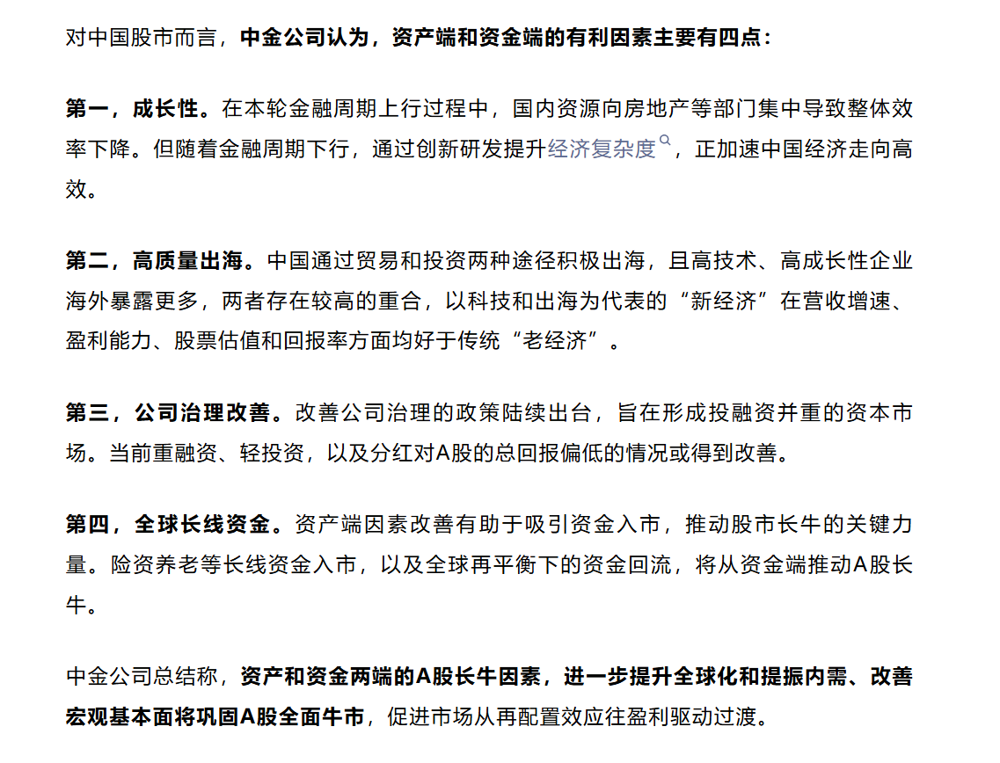 对中国股市而言，中金公司认为，资产端和资金端的有利因素主要有四点：
第一，成长性。在本轮金融周期上行过程中，国内资源向房地产等部门集中导致整体效
率下降。但随着金融周期下行，通过创新研发提升经济复杂度，正加速中国经济走向高
效。
第二，高质量出海。中国通过贸易和投资两种途径积极出海，且高技术、高成长性企业
海外暴露更多，两者存在较高的重合，以科技和出海为代表的“新经济”在营收增速、
盈利能力、股票估值和回报率方面均好于传统“老经济”。
第三，公司治理改善。改善公司治理的政策陆续出台，旨在形成投融资并重的资本市
场。当前重融资、轻投资，以及分红对A股的总回报偏低的情况或得到改善。
第四，全球长线资金。资产端因素改善有助于吸引资金入市，推动股市长牛的关键力
量。险资养老等长线资金入市，以及全球再平衡下的资金回流，将从资金端推动A股长
牛。
中金公司总结称，资产和资金两端的A股长牛因素，进一步提升全球化和提振内需、改善
宏观基本面将巩固A股全面牛市，促进市场从再配置效应往盈利驱动过渡。